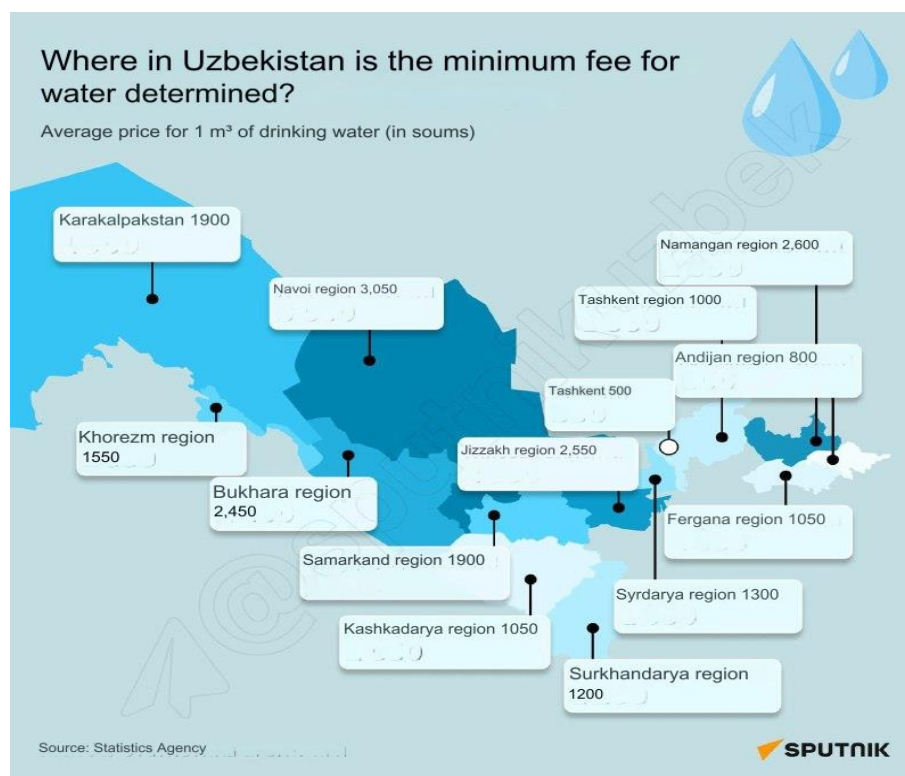 Where in Uzbekistan is the minimum fee for
water determined?
Average price for 1 m³ of drinking water (in soums)
Karakalpakstan 1900
Namangan region 2,600
Navoi region 3,050
Tashkent region 1000
Andijan region 800
Tashkent 500
Khorezm region
1550
Jizzakh region 2,550
Bukhara region
2,450
Fergana region 1050
Samarkand region 1900
Syrdarya region 1300
Kashkadarya region 1050
Surkhandarya region
1200
@sputnikuzbek
Source: Statistics Agency
SPUTNIK